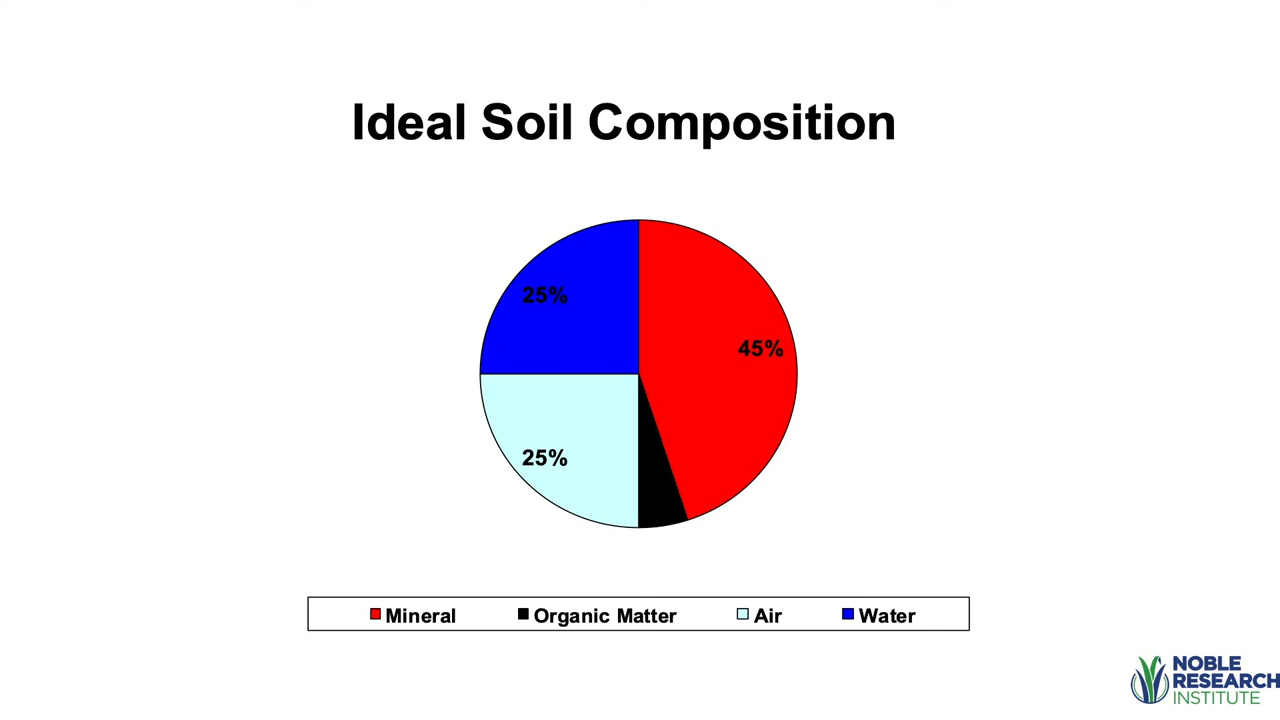 Ideal Soil Composition
25%
45%
25%
Mineral Organic Matter Air Water
NOBLE
RESEARCH
INSTITUTE